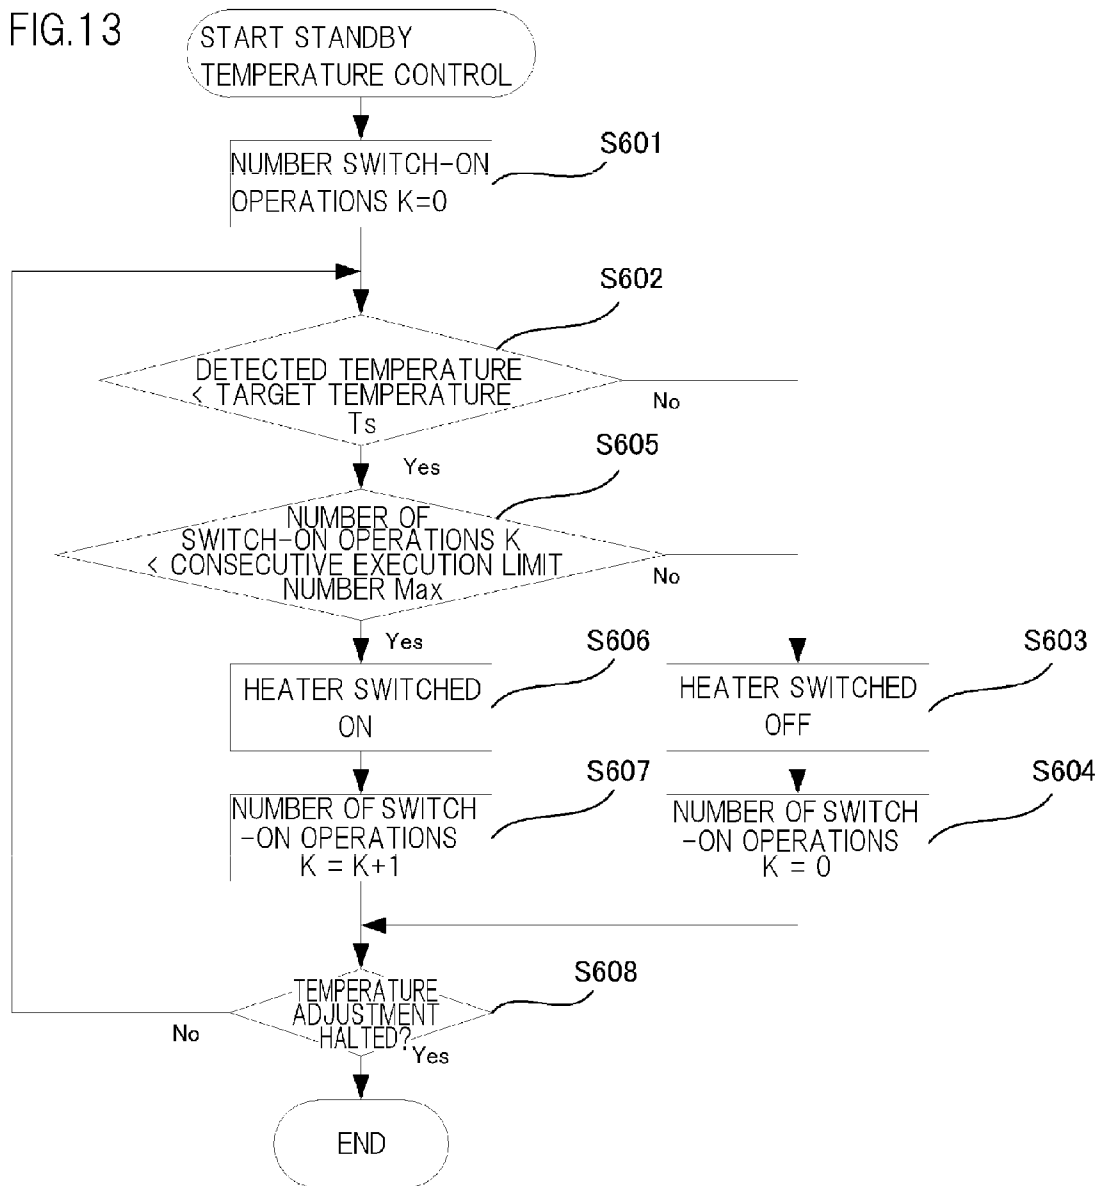 FIG.13
START STANDBY
TEMPERATURE CONTROL
S601
NUMBER SWITCH-ON
OPERATIONS K=0
S602
DETECTED TEMPERATURE
< TARGET TEMPERATURE
Ts
No
Yes
S605
NUMBER OF
SWITCH-ON OPERATIONS K
< CONSECUTIVE EXECUTION LIMIT
NUMBER Max
No
Yes
S606
HEATER SWITCHED
ON
S603
HEATER SWITCHED
OFF
S607
NUMBER OF SWITCH
-ON OPERATIONS
K = K+1
S604
NUMBER OF SWITCH
-ON OPERATIONS
K = 0
S608
TEMPERATURE
ADJUSTMENT
HALTED?
No
Yes
END